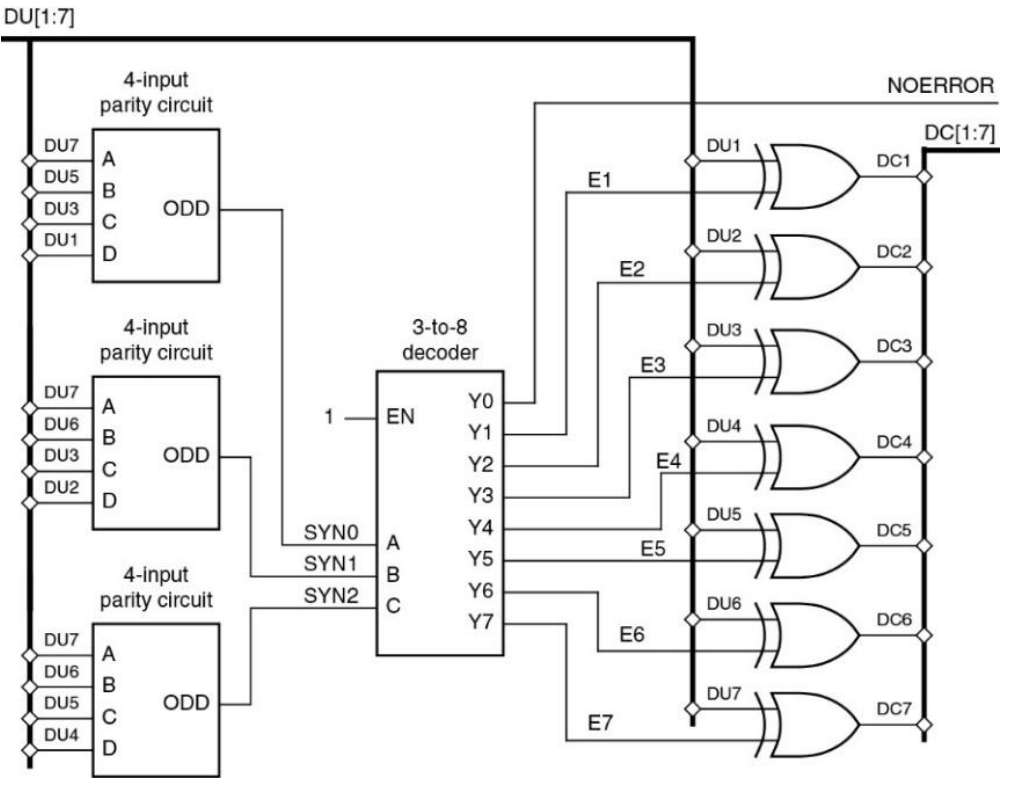 DU[1:7]
4-input
parity circuit
DU7
A
DU5
B
DU3
C
DU1
D
ODD
4-input
parity circuit
DU7
A
DU6
B
DU3
C
DU2
D
ODD
4-input
parity circuit
DU7
A
DU6
B
DU5
C
DU4
D
ODD
3-to-8
decoder
1
EN
SYN0
A
SYN1
B
SYN2
C
Y0
Y1
Y2
Y3
Y4
Y5
Y6
Y7
NOERROR
DC[1:7]
DU1
E1
DC1
DU2
E2
DC2
DU3
E3
DC3
DU4
E4
DC4
DU5
E5
DC5
DU6
E6
DC6
DU7
E7
DC7